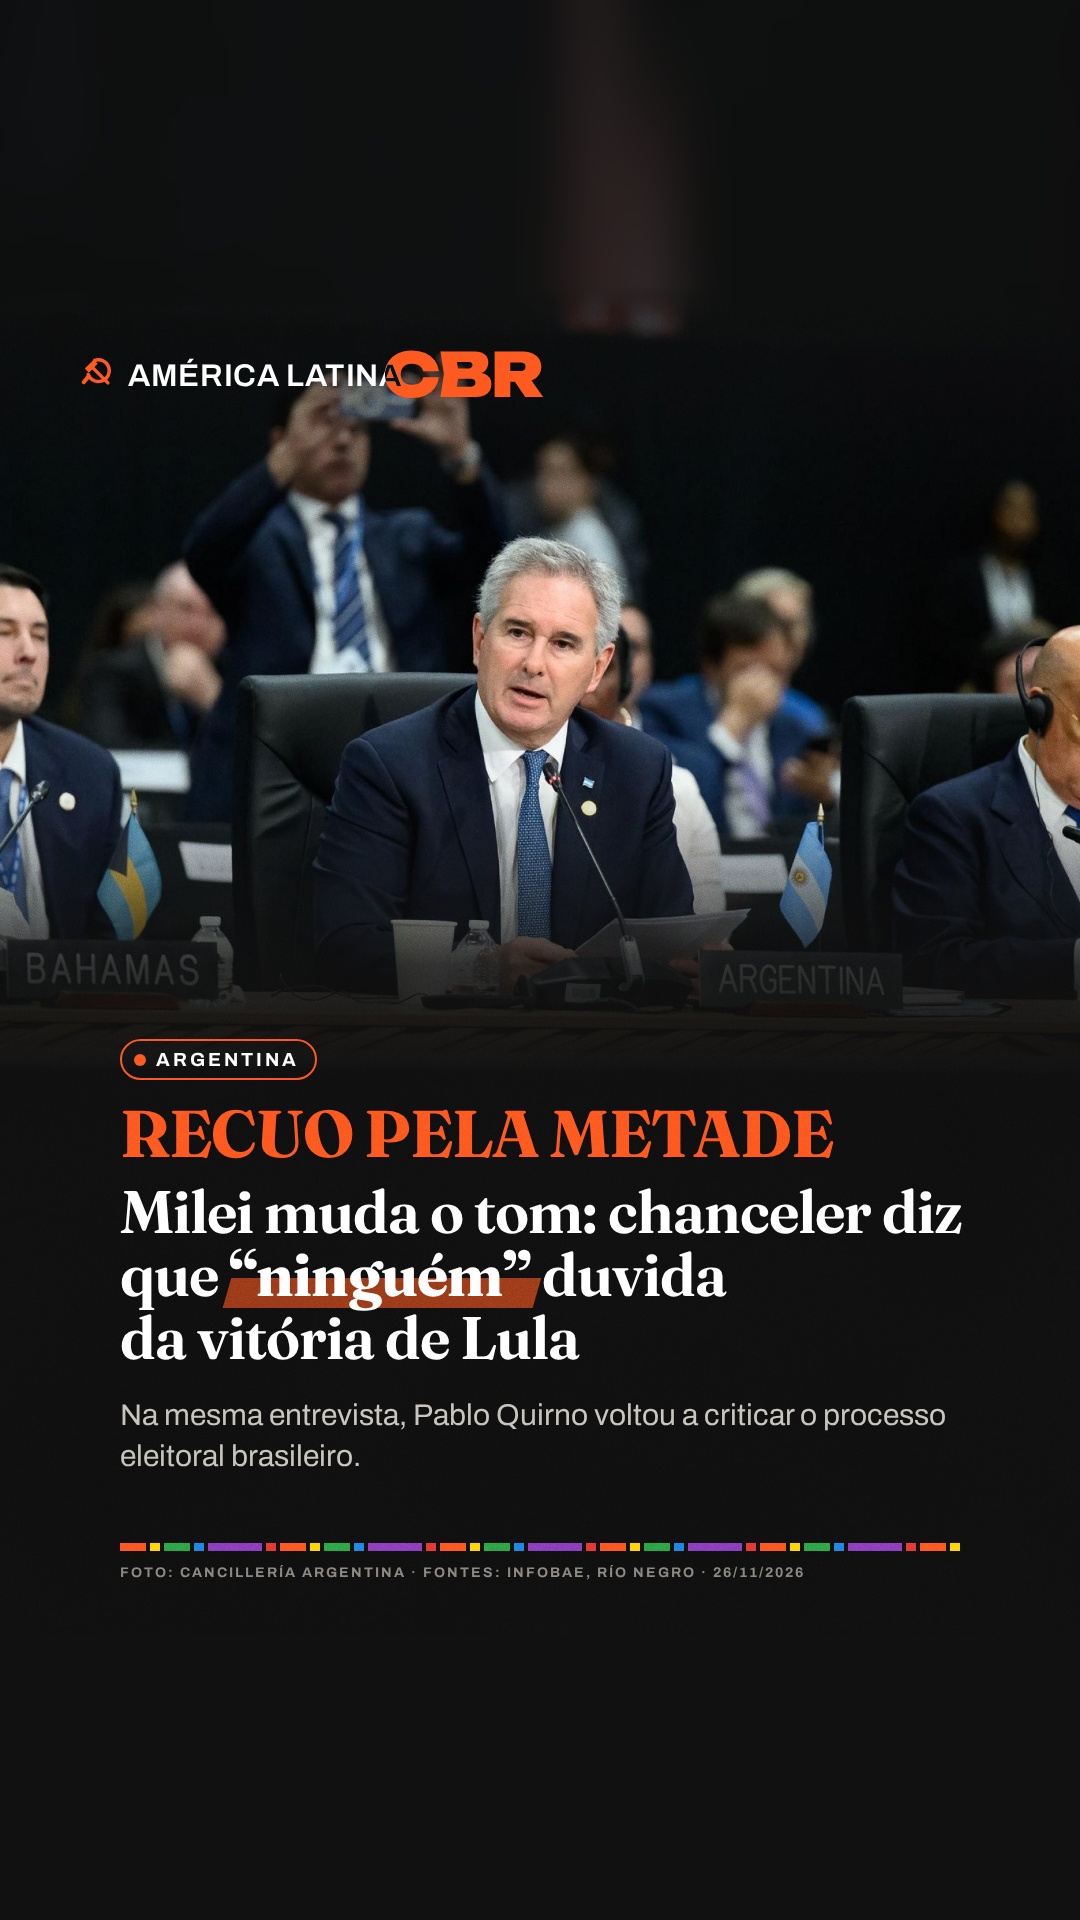 AMÉRICA LATINA
CBR
BAHAMAS
ARGENTINA
ARGENTINA
RECUO PELA METADE
Milei muda o tom: chanceler diz
que “ninguém” duvida
da vitória de Lula
Na mesma entrevista, Pablo Quirno voltou a criticar o processo
eleitoral brasileiro.
FOTO: CANCILLERÍA ARGENTINA · FONTES: INFOBAE, RÍO NEGRO · 26/11/2026